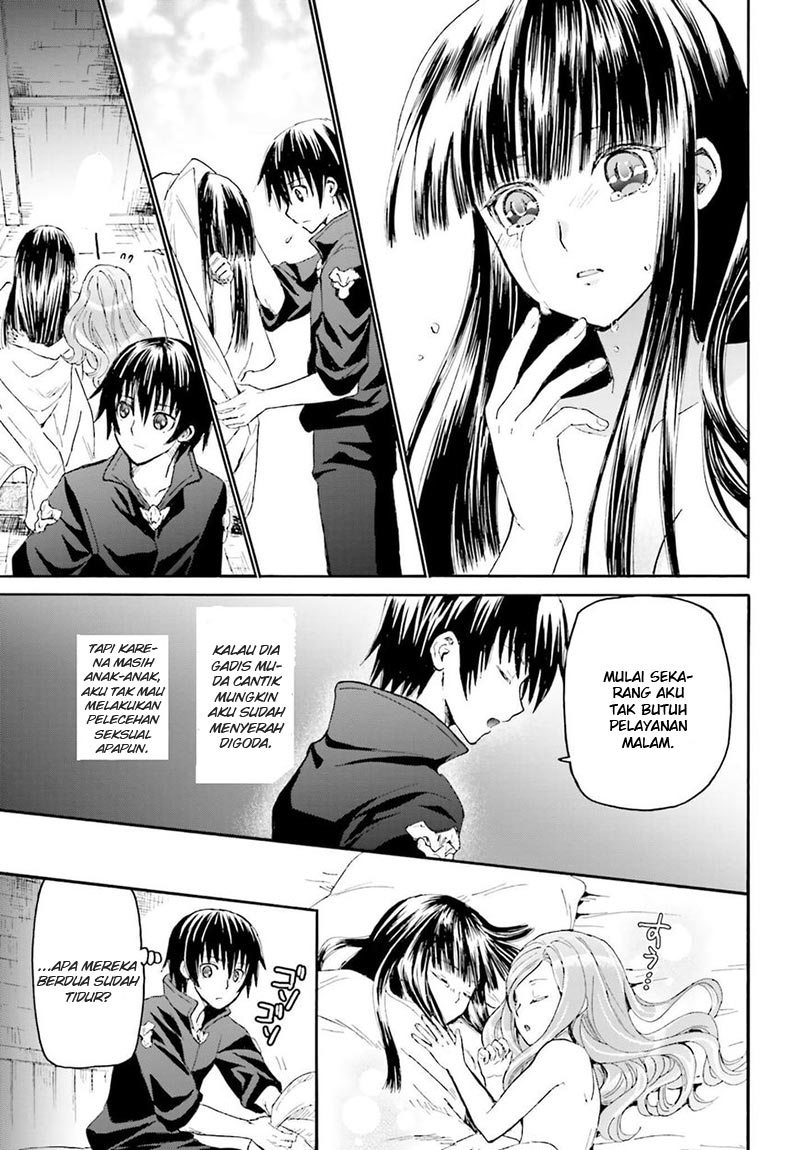 MULAI SEKA-
RANG AKU
TAK BUTUH
PELAYANAN
MALAM.
KALAU DIA
GADIS MU-
DA CANTIK
MUNGKIN
AKU SUDAH
MENYERAH
DIGODA.
TAPI KARE-
NA MASIH
ANAK-ANAK,
AKU TAK MAU
MELAKUKAN
PELECEHAN
SEKSUAL
APAPUN.
すぅ…
ゴソ
ゴソ
...APA MEREKA
BERDUA SUDAH
TIDUR?